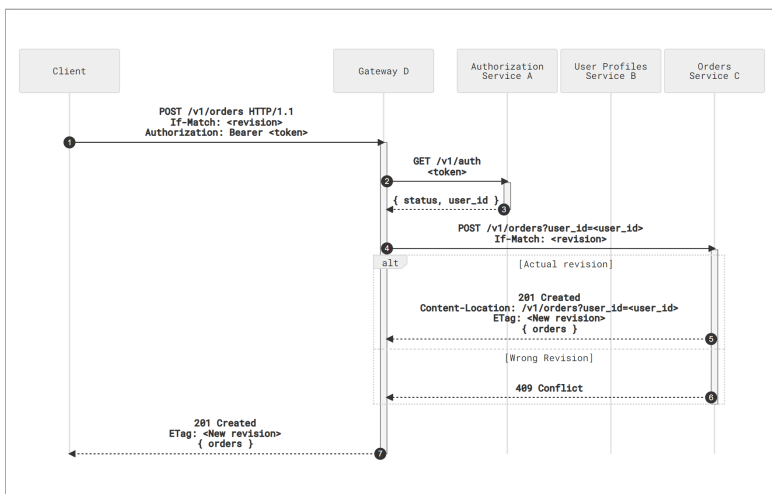 Client
Gateway D
Authorization
Service A
User Profiles
Service B
Orders
Service C
POST /v1/orders HTTP/1.1
If-Match: <revision>
Authorization: Bearer <token>
1
GET /v1/auth
<token>
2
{ status, user_id }
3
POST /v1/orders?user_id=<user_id>
If-Match: <revision>
4
alt
[Actual revision]
201 Created
Content-Location: /v1/orders?user_id=<user_id>
ETag: <New revision>
{ orders }
5
[Wrong Revision]
409 Conflict
6
201 Created
ETag: <New revision>
{ orders }
7